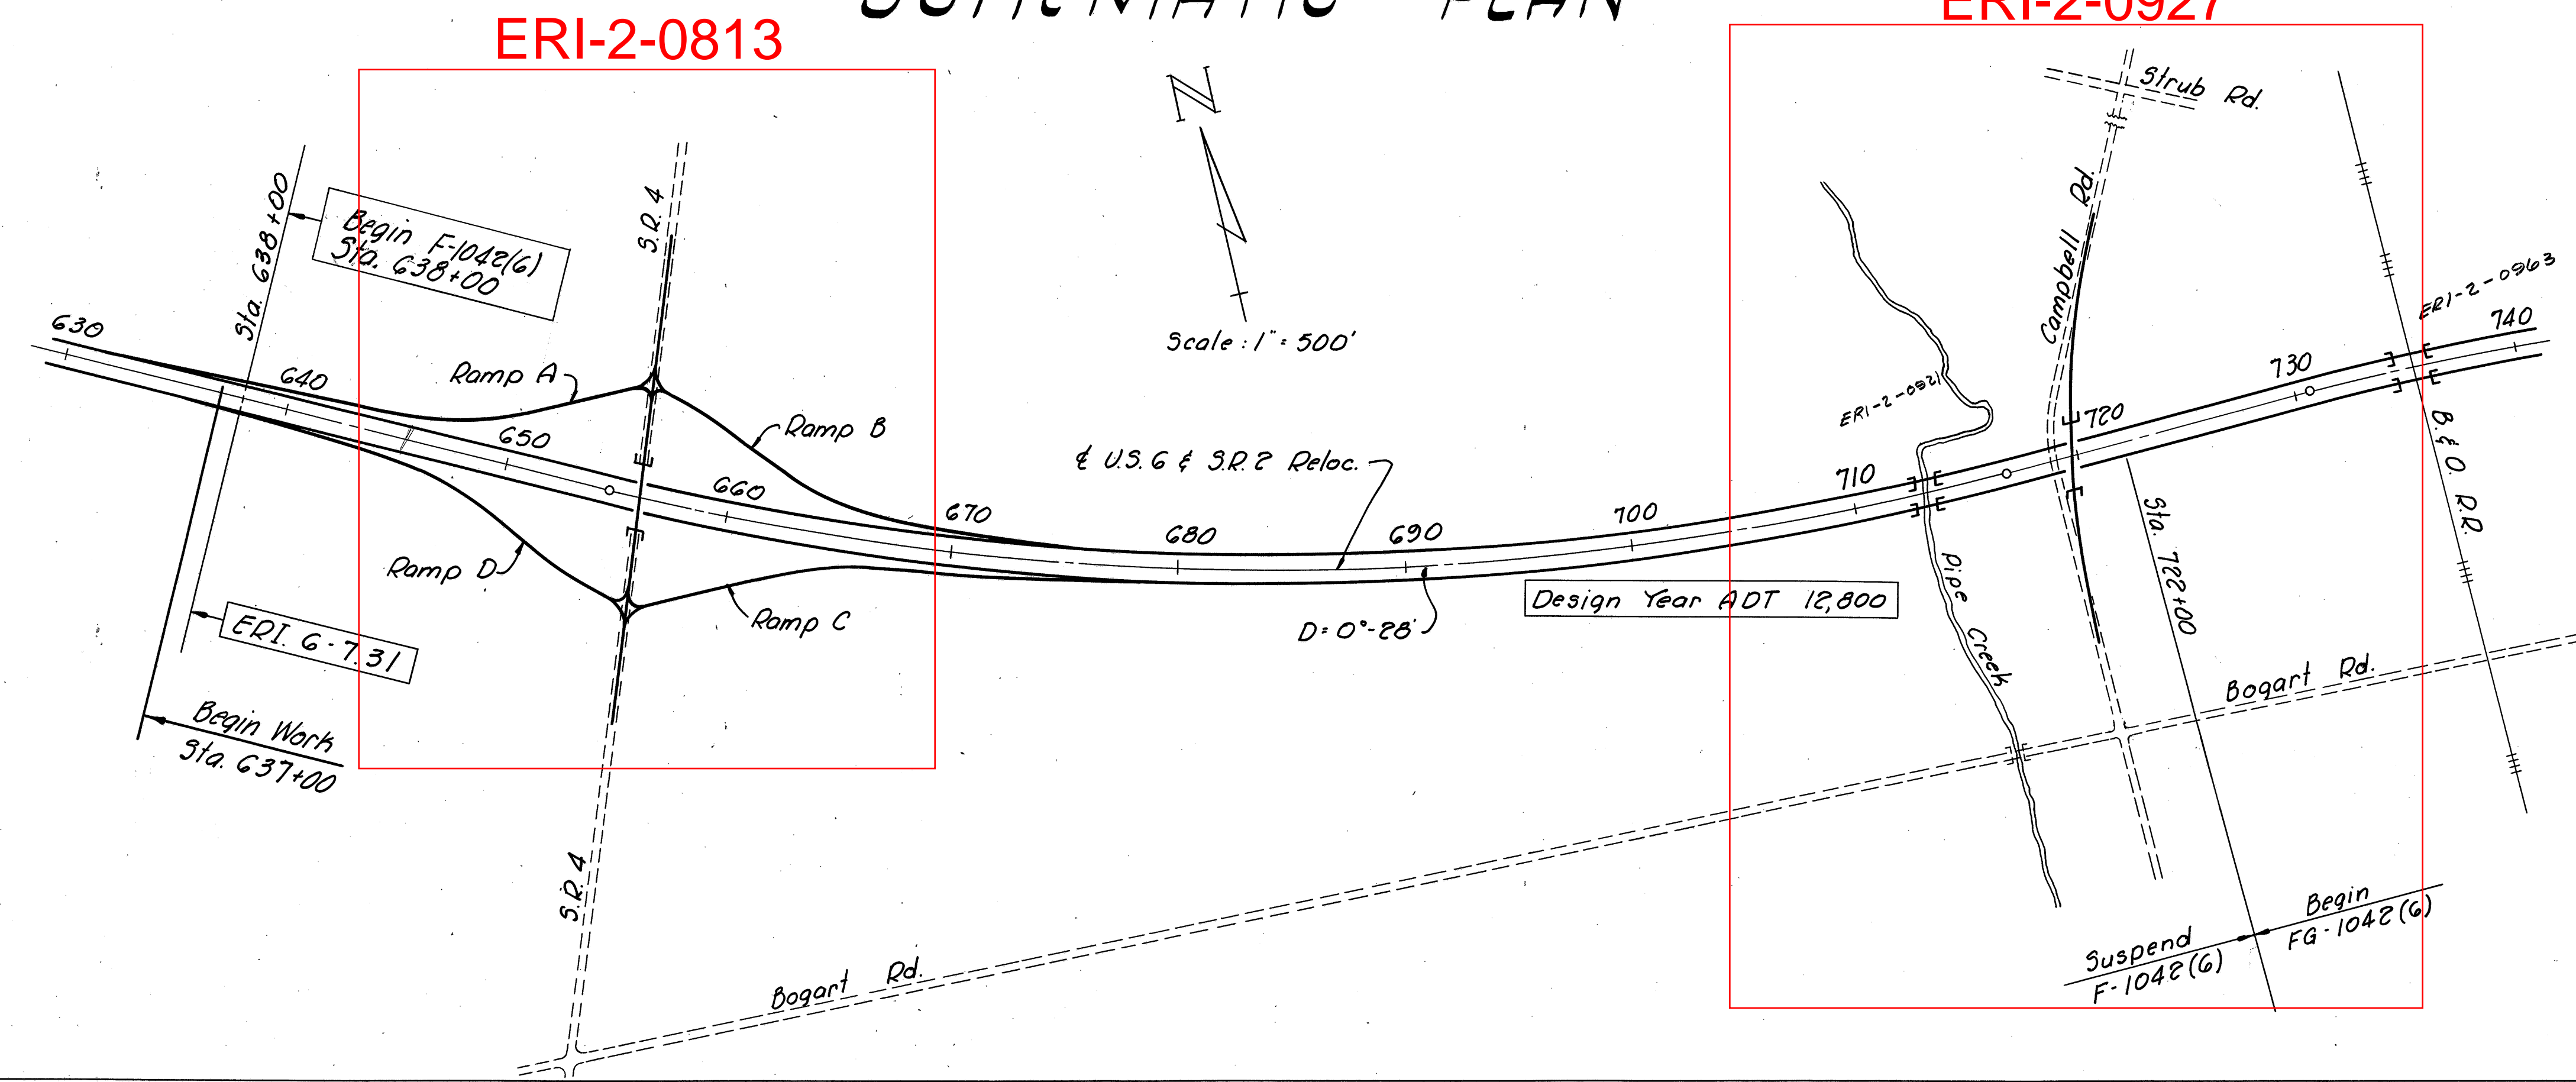 SCHEMATIC PLAN
ERI-2-0813
ERI-2-0927
N
Scale : 1" = 500'
Strub Rd.
Campbell Rd.
S.R. 4
Sta. 638+00
Begin F-1042(6)
Sta. 638+00
630
640
650
660
670
680
690
700
710
720
730
740
Ramp A
Ramp B
Ramp C
Ramp D
℄ U.S. 6 & S.R. 2 Reloc.
D = 0°-28'
Design Year ADT 12,800
ERI-2-0921
ERI-2-0963
B. & O. R.R.
Pipe Creek
Sta. 722+00
ERI. 6 - 7.31
Begin Work
Sta. 637+00
S.R. 4
Bogart Rd.
Bogart Rd.
Suspend
F-1042(6)
Begin
FG-1042(6)